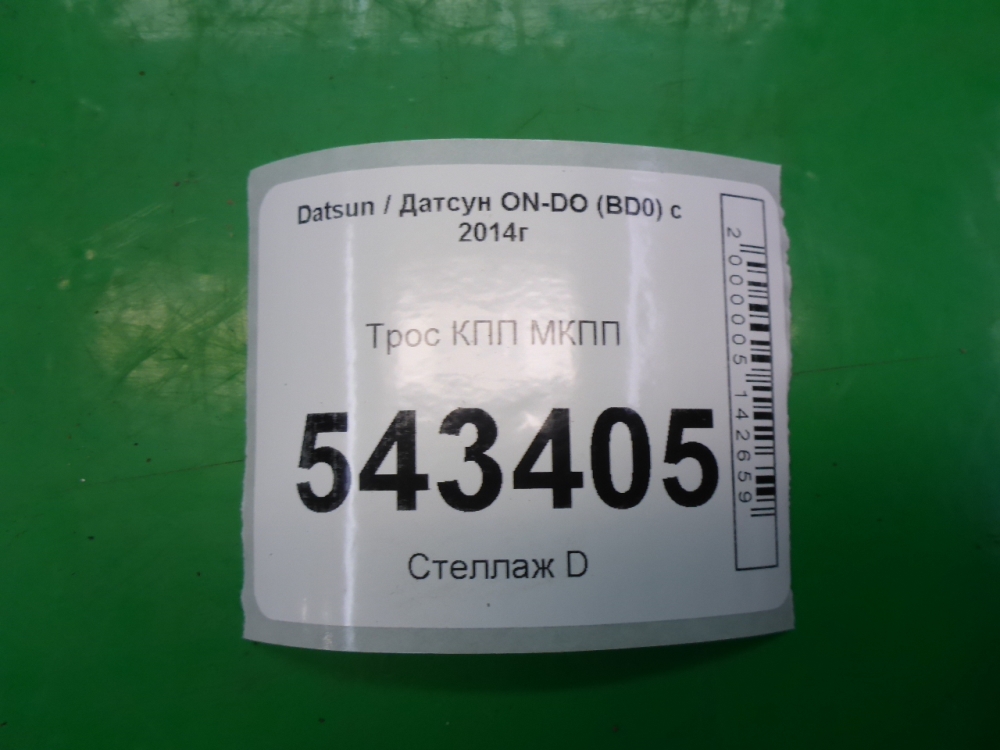 Datsun / Датсун ON-DO (BD0) с
2014г
Трос КПП МКПП
543405
Стеллаж D
2000005142659